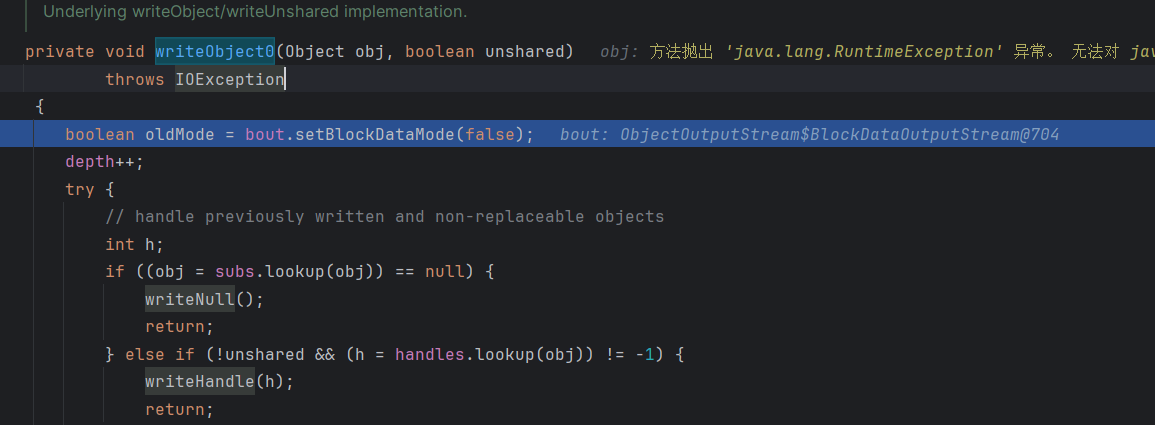 Underlying writeObject/writeUnshared implementation.
private void writeObject0(Object obj, boolean unshared) obj: 方法抛出 'java.lang.RuntimeException' 异常。 无法对
throws IOException
{
boolean oldMode = bout.setBlockDataMode(false); bout: ObjectOutputStream$BlockDataOutputStream@704
depth++;
try {
// handle previously written and non-replaceable objects
int h;
if ((obj = subs.lookup(obj)) == null) {
writeNull();
return;
} else if (!unshared && (h = handles.lookup(obj)) != -1) {
writeHandle(h);
return;